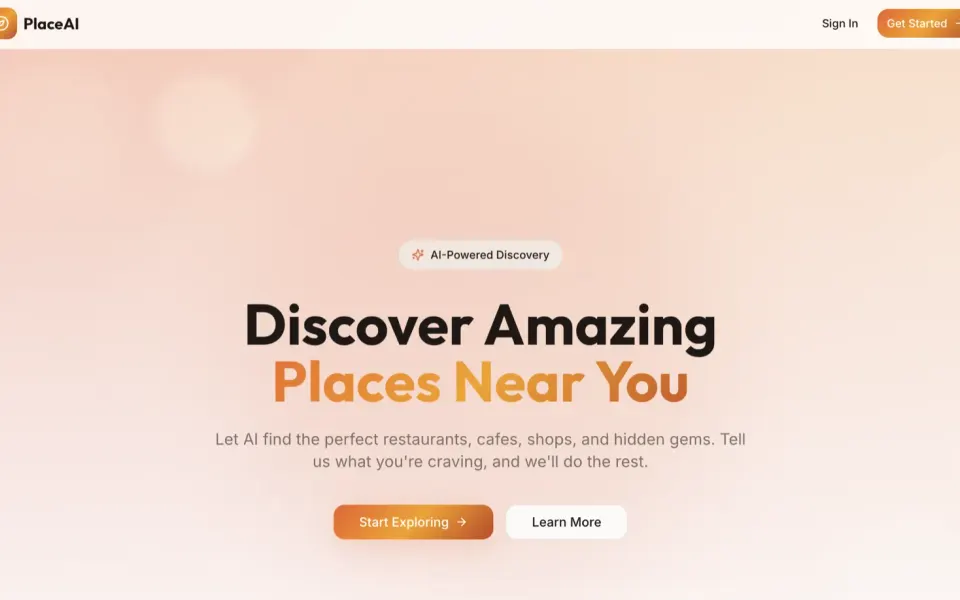 PlaceAI
Sign In
Get Started →
AI-Powered Discovery
Discover Amazing
Places Near You
Let AI find the perfect restaurants, cafes, shops, and hidden gems. Tell
us what you're craving, and we'll do the rest.
Start Exploring →
Learn More